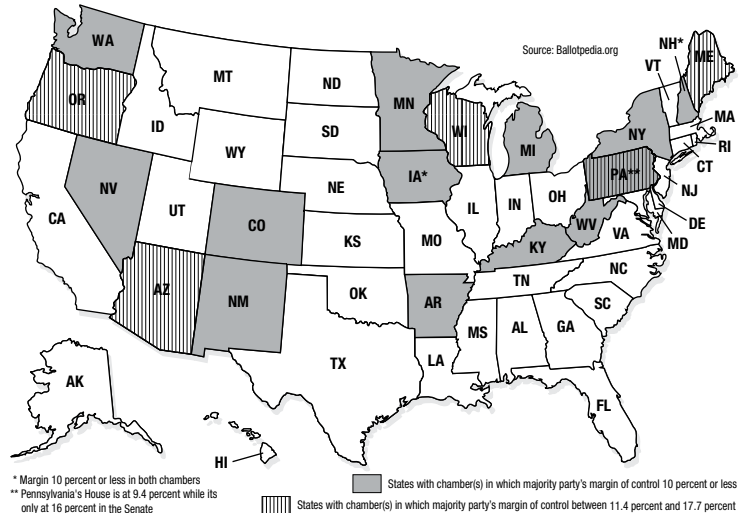 WA
MT
ND
MN
OR
ID
SD
WI
MI
NY
VT
NH*
ME
MA
RI
CT
NJ
DE
MD
WY
IA*
PA**
NV
UT
CO
NE
IL
IN
OH
WV
VA
CA
KS
MO
KY
NC
TN
AZ
NM
OK
AR
SC
MS
AL
GA
TX
LA
AK
FL
HI
Source: Ballotpedia.org
* Margin 10 percent or less in both chambers
** Pennsylvania's House is at 9.4 percent while its
only at 16 percent in the Senate
States with chamber(s) in which majority party's margin of control 10 percent or less
States with chamber(s) in which majority party's margin of control between 11.4 percent and 17.7 percent